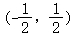 (-1/2, 1/2)